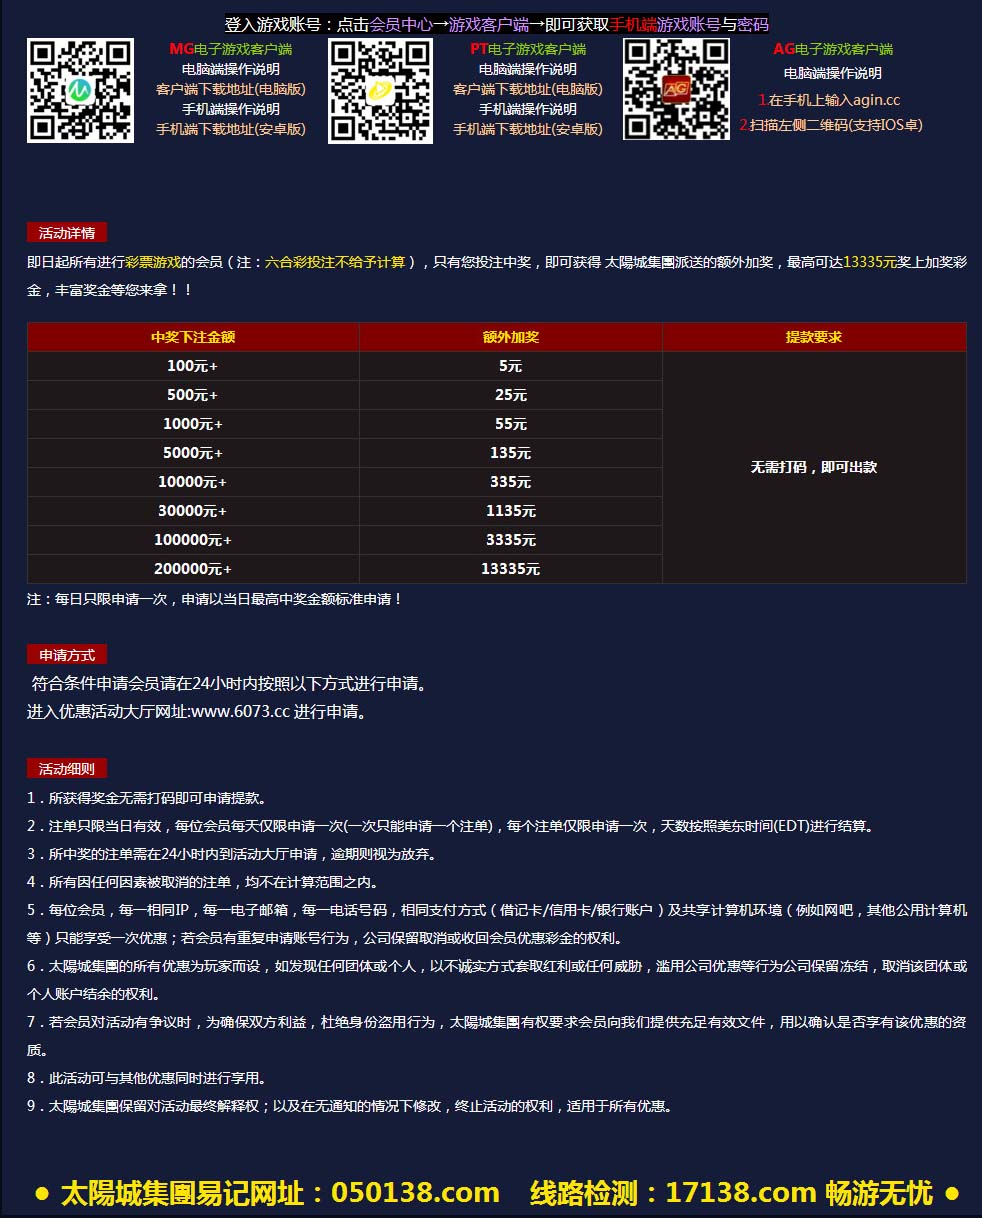 登入游戏账号：点击会员中心→游戏客户端→即可获取手机端游戏账号与密码
MG电子游戏客户端
电脑端操作说明
客户端下载地址(电脑版)
手机端操作说明
手机端下载地址(安卓版)
PT电子游戏客户端
电脑端操作说明
客户端下载地址(电脑版)
手机端操作说明
手机端下载地址(安卓版)
AG
AG电子游戏客户端
电脑端操作说明
1.在手机上输入agin.cc
2.扫描左侧二维码(支持IOS卓)
活动详情
即日起所有进行彩票游戏的会员（注：六合彩投注不给予计算），只有您投注中奖，即可获得 太陽城集團派送的额外加奖，最高可达13335元奖上加奖彩
金，丰富奖金等您来拿！！
中奖下注金额 额外加奖 提款要求
100元+ 5元
500元+ 25元
1000元+ 55元
5000元+ 135元
无需打码，即可出款
10000元+ 335元
30000元+ 1135元
100000元+ 3335元
200000元+ 13335元
注：每日只限申请一次，申请以当日最高中奖金额标准申请！
申请方式
符合条件申请会员请在24小时内按照以下方式进行申请。
进入优惠活动大厅网址:www.6073.cc 进行申请。
活动细则
1．所获得奖金无需打码即可申请提款。
2．注单只限当日有效，每位会员每天仅限申请一次(一次只能申请一个注单)，每个注单仅限申请一次，天数按照美东时间(EDT)进行结算。
3．所中奖的注单需在24小时内到活动大厅申请，逾期则视为放弃。
4．所有因任何因素被取消的注单，均不在计算范围之内。
5．每位会员，每一相同IP，每一电子邮箱，每一电话号码，相同支付方式（借记卡/信用卡/银行账户）及共享计算机环境（例如网吧，其他公用计算机
等）只能享受一次优惠；若会员有重复申请账号行为，公司保留取消或收回会员优惠彩金的权利。
6．太陽城集團的所有优惠为玩家而设，如发现任何团体或个人，以不诚实方式套取红利或任何威胁，滥用公司优惠等行为公司保留冻结，取消该团体或
个人账户结余的权利。
7．若会员对活动有争议时，为确保双方利益，杜绝身份盗用行为，太陽城集團有权要求会员向我们提供充足有效文件，用以确认是否享有该优惠的资
质。
8．此活动可与其他优惠同时进行享用。
9．太陽城集團保留对活动最终解释权；以及在无通知的情况下修改，终止活动的权利，适用于所有优惠。
● 太陽城集團易记网址：050138.com 线路检测：17138.com 畅游无忧 ●